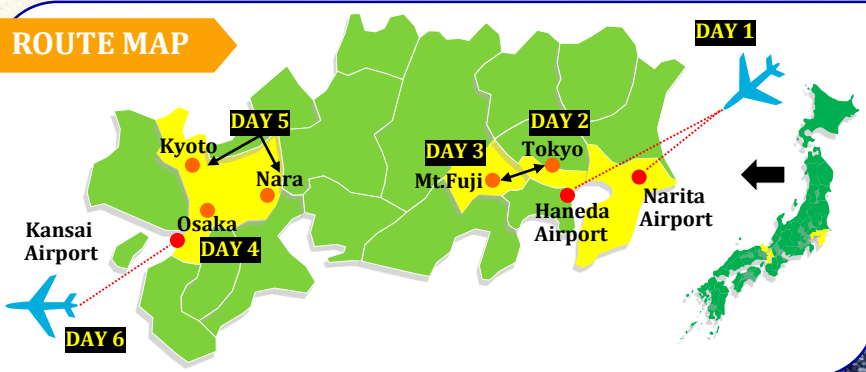 ROUTE MAP
DAY 1
DAY 5
DAY 2
Kyoto
Tokyo
DAY 3
Mt.Fuji
Nara
Narita
Airport
Haneda
Airport
Osaka
Kansai
Airport
DAY 4
DAY 6